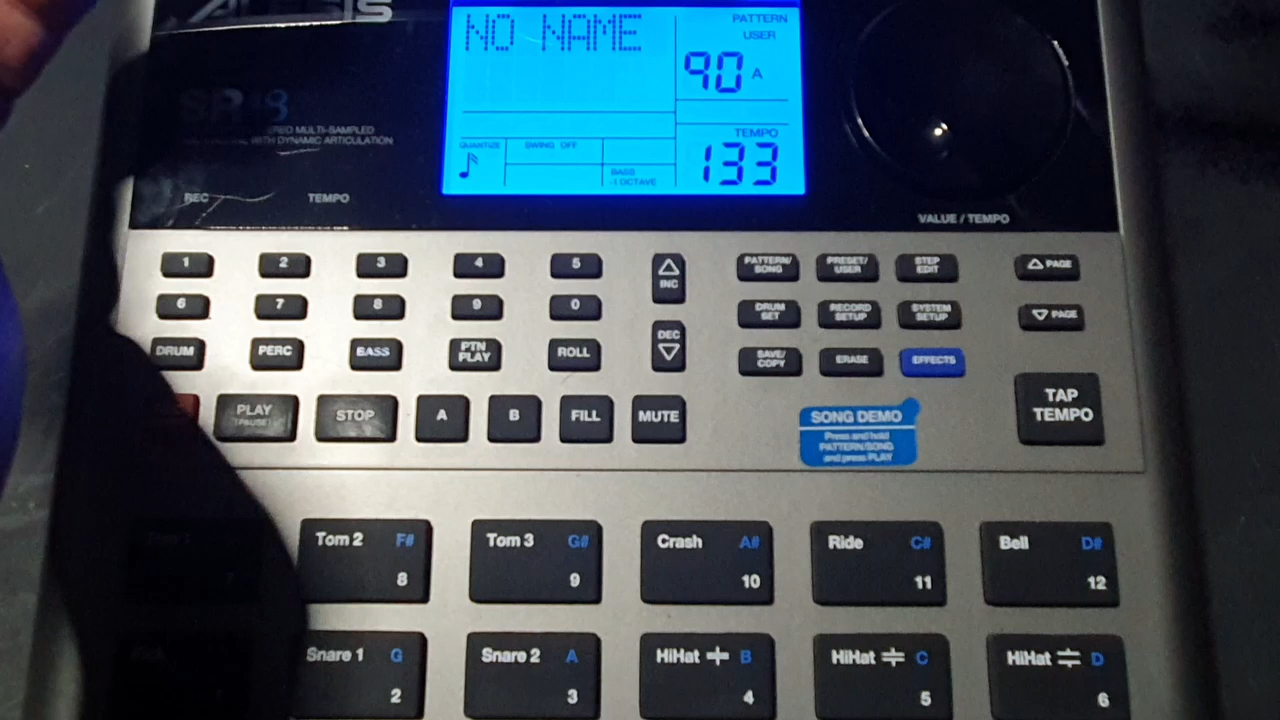 ALESIS
NO NAME
PATTERN
USER
90 A
SR 18
MULTI-SAMPLED
WITH DYNAMIC ARTICULATION
QUANTIZE
SWING OFF
BASS
-1 OCTAVE
TEMPO
133
REC
TEMPO
VALUE / TEMPO
1 2 3 4 5
INC
PATTERN/
SONG
PRESET/
USER
STEP
EDIT
PAGE
6 7 8 9 0
DRUM
SET
RECORD
SETUP
SYSTEM
SETUP
PAGE
DRUM PERC BASS
PTN
PLAY
ROLL
DEC
SAVE/
COPY
ERASE
EFFECTS
PLAY
(PAUSE)
STOP
A B FILL MUTE
SONG DEMO
Press and hold
PATTERN/SONG
and press PLAY
TAP
TEMPO
Tom 2 F#
8
Tom 3 G#
9
Crash A#
10
Ride C#
11
Bell D#
12
Snare 1 G
2
Snare 2 A
3
HiHat B
4
HiHat C
5
HiHat D
6